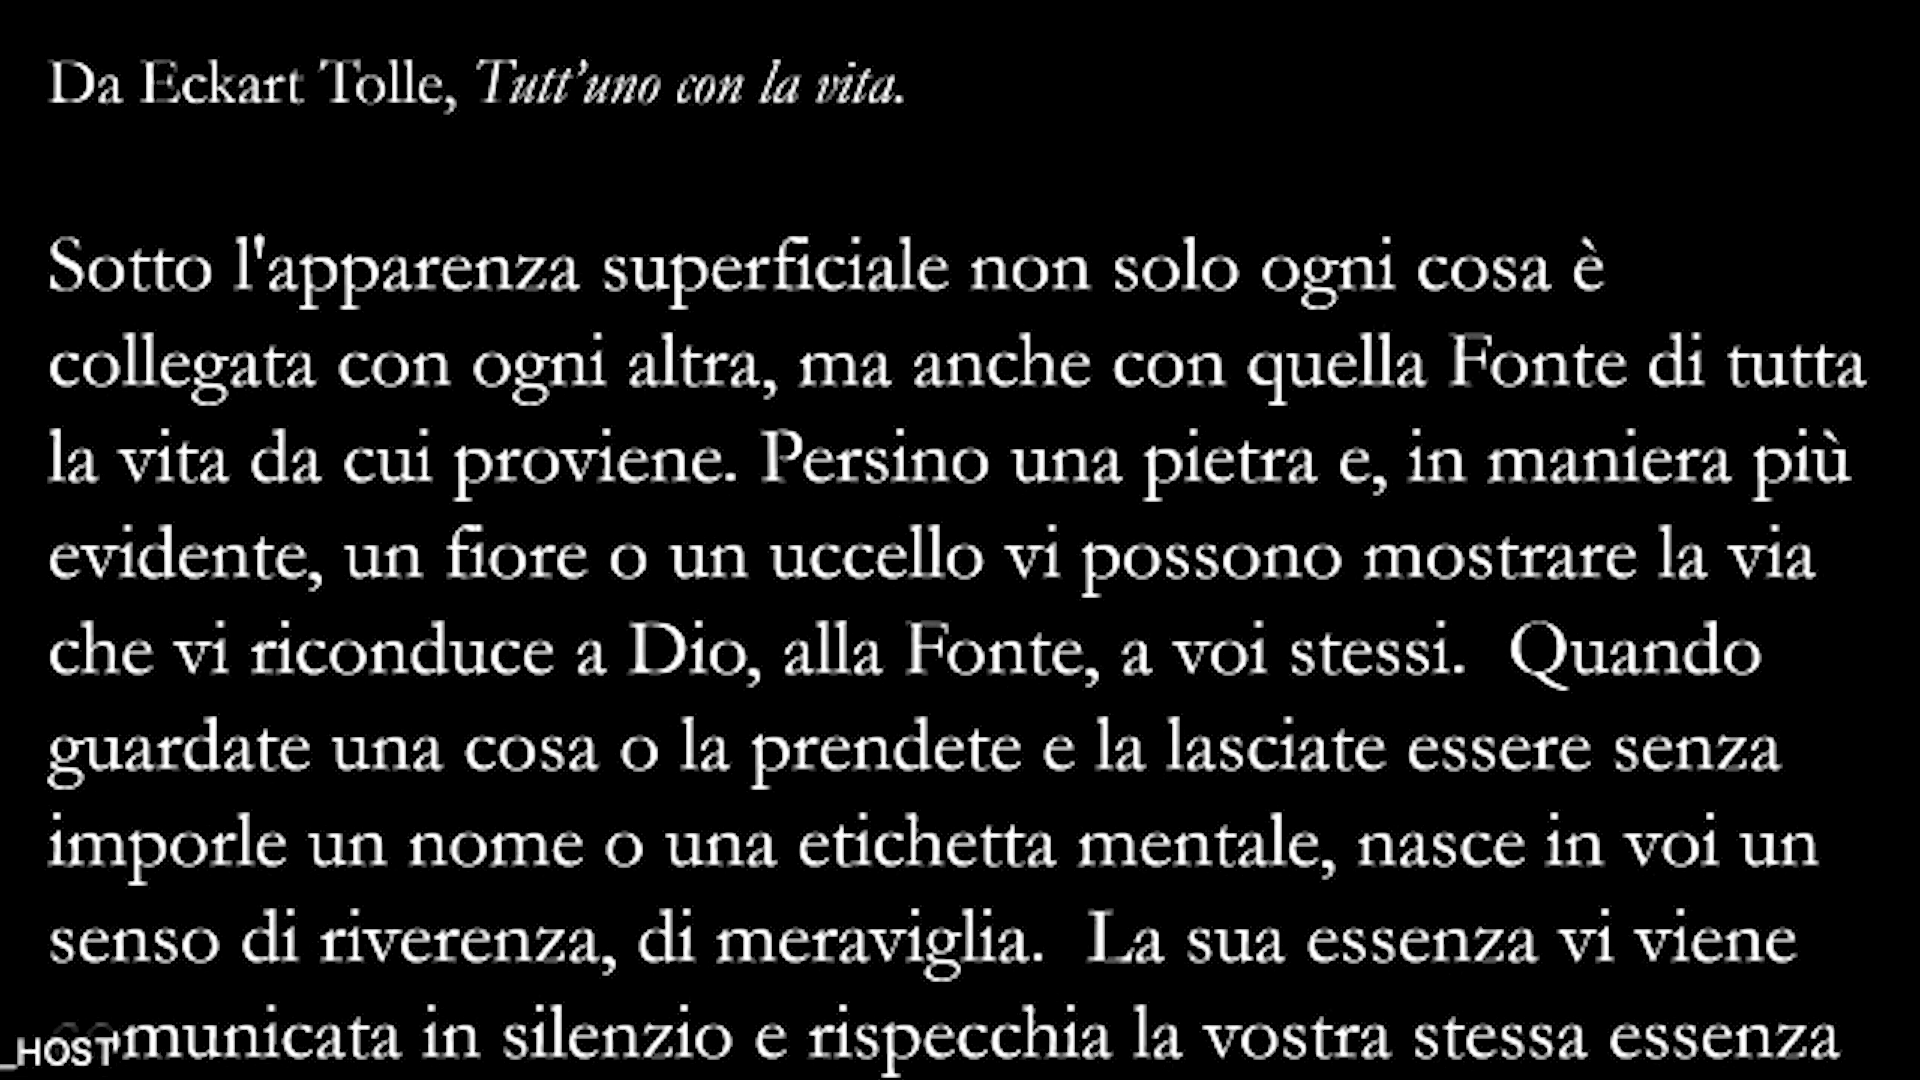 Da Eckart Tolle, Tutt’uno con la vita.
Sotto l'apparenza superficiale non solo ogni cosa è
collegata con ogni altra, ma anche con quella Fonte di tutta
la vita da cui proviene. Persino una pietra e, in maniera più
evidente, un fiore o un uccello vi possono mostrare la via
che vi riconduce a Dio, alla Fonte, a voi stessi.  Quando
guardate una cosa o la prendete e la lasciate essere senza
imporle un nome o una etichetta mentale, nasce in voi un
senso di riverenza, di meraviglia.  La sua essenza vi viene
comunicata in silenzio e rispecchia la vostra stessa essenza
_HOST